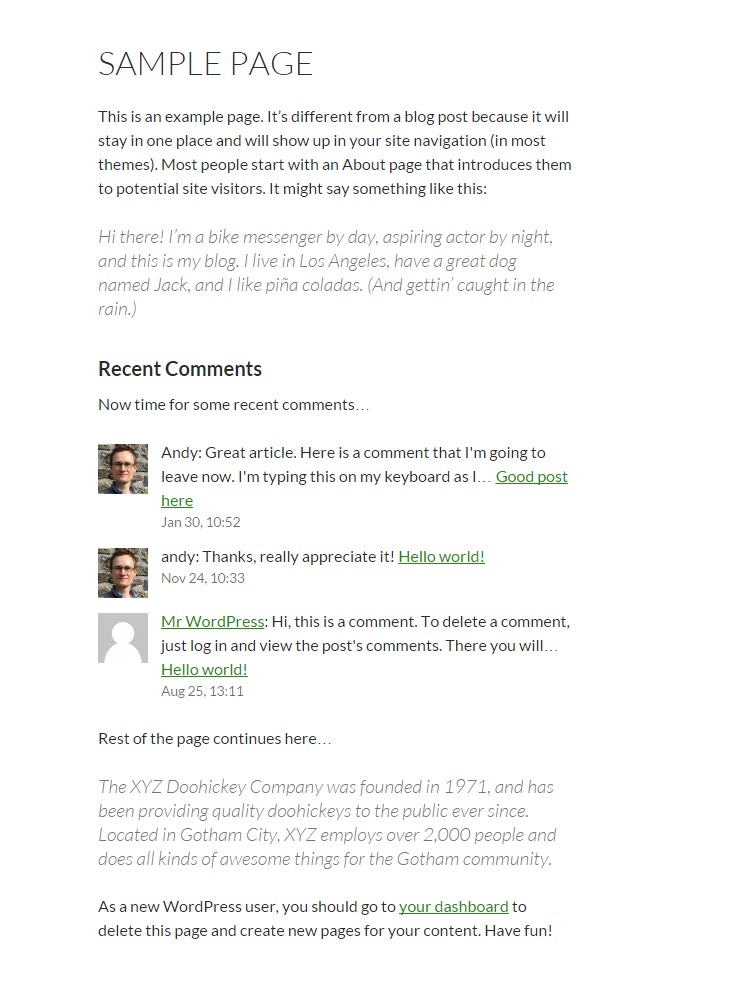 SAMPLE PAGE
This is an example page. It’s different from a blog post because it will
stay in one place and will show up in your site navigation (in most
themes). Most people start with an About page that introduces them
to potential site visitors. It might say something like this:
Hi there! I’m a bike messenger by day, aspiring actor by night,
and this is my blog. I live in Los Angeles, have a great dog
named Jack, and I like piña coladas. (And gettin’ caught in the
rain.)
Recent Comments
Now time for some recent comments…
Andy: Great article. Here is a comment that I'm going to
leave now. I'm typing this on my keyboard as I… Good post
here
Jan 30, 10:52
andy: Thanks, really appreciate it! Hello world!
Nov 24, 10:33
Mr WordPress: Hi, this is a comment. To delete a comment,
just log in and view the post's comments. There you will…
Hello world!
Aug 25, 13:11
Rest of the page continues here…
The XYZ Doohickey Company was founded in 1971, and has
been providing quality doohickeys to the public ever since.
Located in Gotham City, XYZ employs over 2,000 people and
does all kinds of awesome things for the Gotham community.
As a new WordPress user, you should go to your dashboard to
delete this page and create new pages for your content. Have fun!